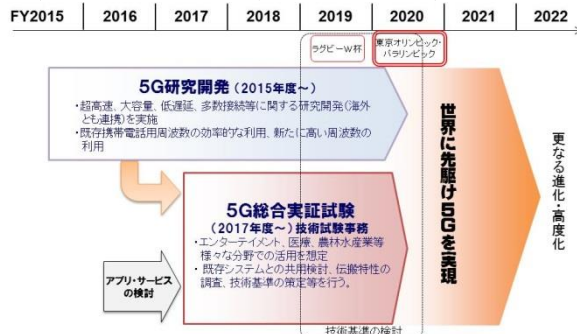 FY2015 2016 2017 2018 2019 2020 2021 2022
ラグビーW杯
東京オリンピック・
パラリンピック
5G研究開発(2015年度~)
・超高速、大容量、低遅延、多数接続等に関する研究開発(海外
とも連携)を実施
・既存携帯電話用周波数の効率的な利用、新たに高い周波数の
利用
5G総合実証試験
(2017年度~)技術試験事務
・エンターテイメント、医療、農林水産業等
様々な分野での活用を想定
・既存システムとの共用検討、伝搬特性の
調査、技術基準の策定等を行う。
アプリ・サービス
の検討
技術基準の検討
世界に先駆け5Gを実現
更なる進化・高度化